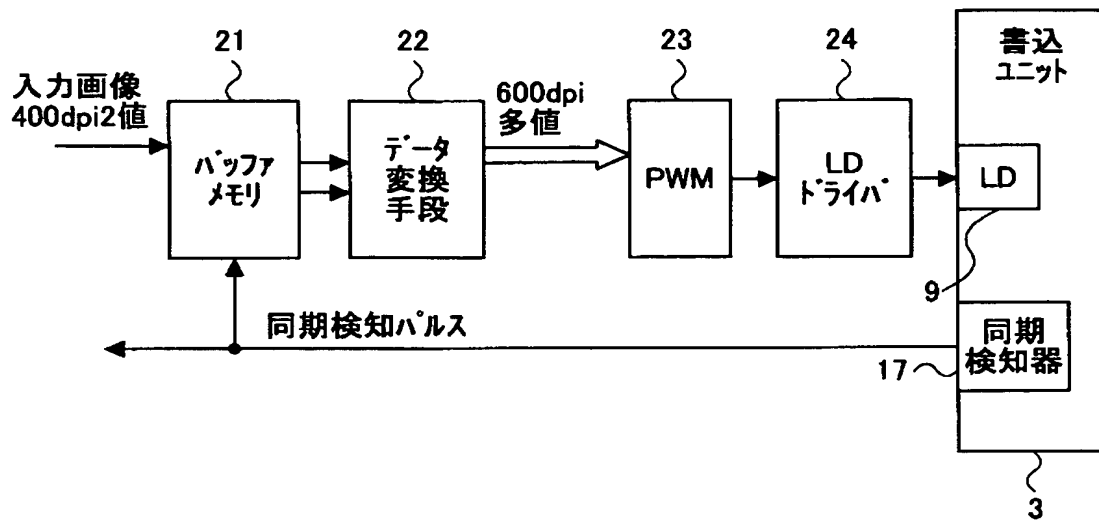 21
22
23
24
書込
ユニット
入力画像
400dpi2値
600dpi
多値
バッファ
メモリ
データ
変換
手段
PWM
LD
ドライバ
LD
9
同期検知パルス
同期
検知器
17
3